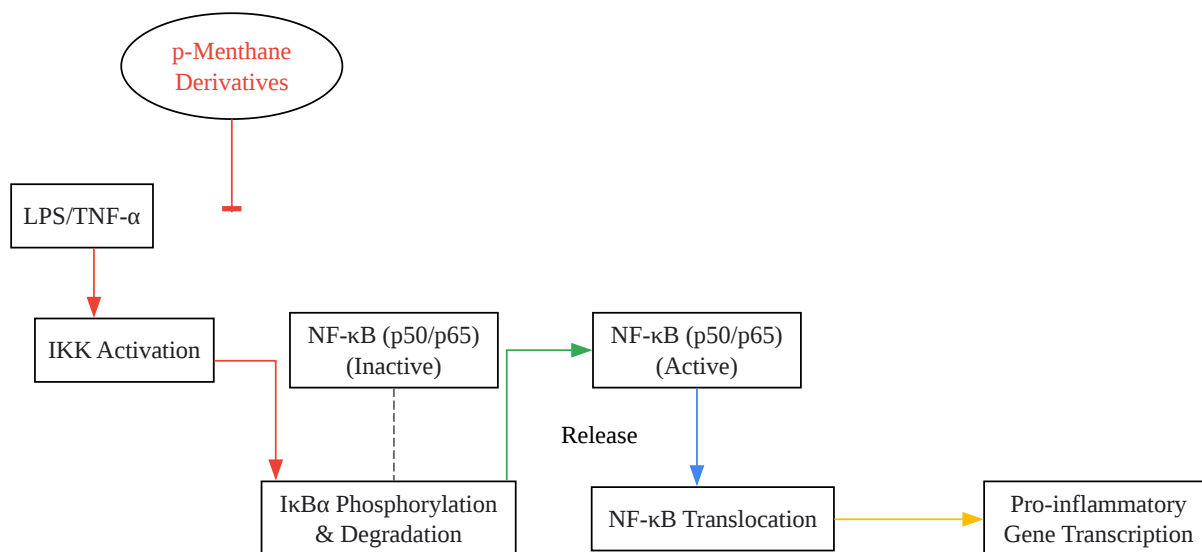 p-Menthane
Derivatives
LPS/TNF-α
IKK Activation
NF-κB (p50/p65)
(Inactive)
NF-κB (p50/p65)
(Active)
Release
IκBα Phosphorylation
& Degradation
NF-κB Translocation
Pro-inflammatory
Gene Transcription